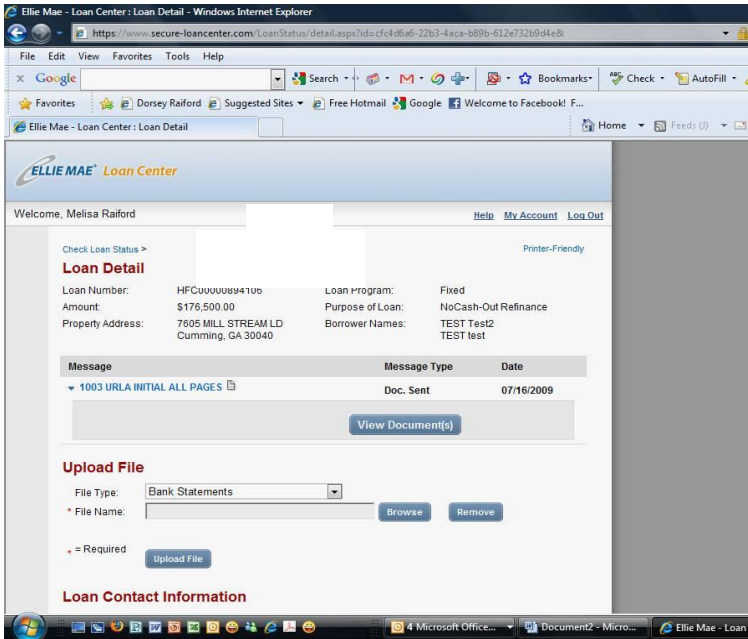 Ellie Mae - Loan Center : Loan Detail - Windows Internet Explorer
https://www.secure-loancenter.com/LoanStatus/detail.aspx?id=cfc4d6a6-22b3-4aca-b89b-612e732b9d4e&
File Edit View Favorites Tools Help
x Google Search Bookmarks Check AutoFill
Favorites Dorsey Raiford Suggested Sites Free Hotmail Google Welcome to Facebook! F...
Ellie Mae - Loan Center : Loan Detail Home Feeds (J)
ELLIE MAE Loan Center
Welcome, Melisa Raiford Help My Account Log Out
Check Loan Status > Printer-Friendly
Loan Detail
Loan Number: HFC00000894106 Loan Program: Fixed
Amount: $176,500.00 Purpose of Loan: NoCash-Out Refinance
Property Address: 7605 MILL STREAM LD Borrower Names: TEST Test2
Cumming, GA 30040 TEST test
Message Message Type Date
1003 URLA INITIAL ALL PAGES Doc. Sent 07/16/2009
View Document(s)
Upload File
File Type: Bank Statements
* File Name: Browse Remove
* = Required Upload File
Loan Contact Information
4 Microsoft Office... Document2 - Micro... Ellie Mae - Loan